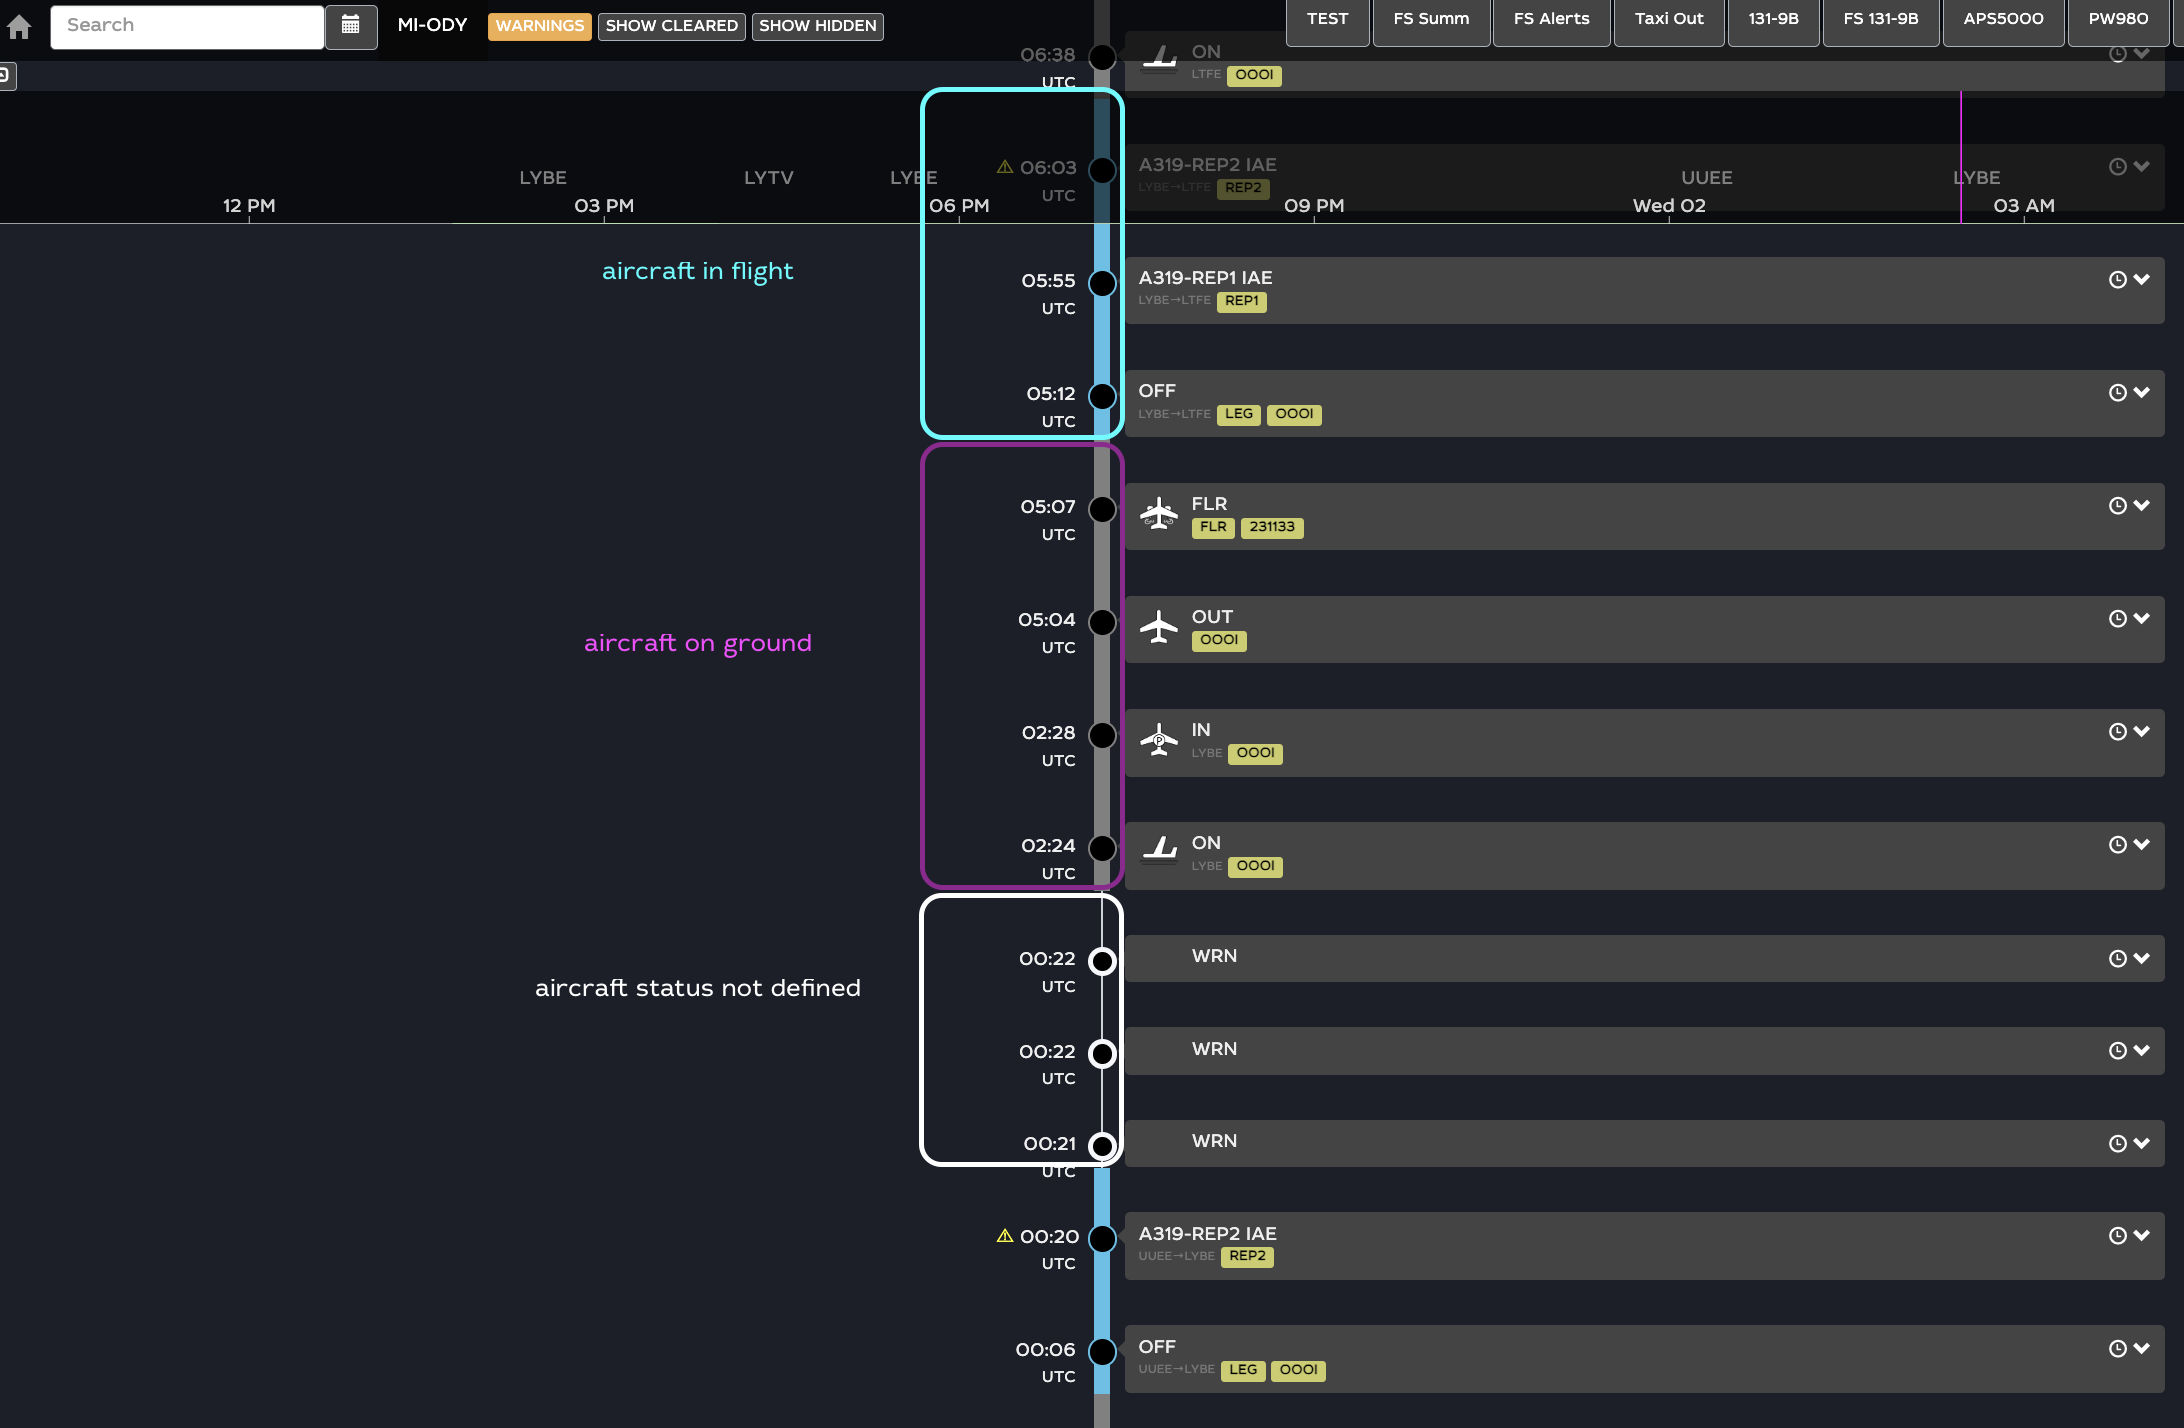 Search
MI-ODY
WARNINGS
SHOW CLEARED
SHOW HIDDEN
TEST
FS Summ
FS Alerts
Taxi Out
131-9B
FS 131-9B
APS5000
PW980
06:38
UTC
ON
LTFE OOOI
LYBE
LYTV
LYBE
UUEE
LYBE
12 PM
03 PM
06 PM
09 PM
Wed 02
03 AM
06:03
UTC
A319-REP2 IAE
LYBE→LTFE REP2
aircraft in flight
05:55
UTC
A319-REP1 IAE
LYBE→LTFE REP1
05:12
UTC
OFF
LYBE→LTFE LEG OOOI
05:07
UTC
FLR
FLR 231133
aircraft on ground
05:04
UTC
OUT
OOOI
02:28
UTC
P
IN
LYBE OOOI
02:24
UTC
ON
LYBE OOOI
aircraft status not defined
00:22
UTC
WRN
00:22
UTC
WRN
00:21
UTC
WRN
00:20
UTC
A319-REP2 IAE
UUEE→LYBE REP2
00:06
UTC
OFF
UUEE→LYBE LEG OOOI